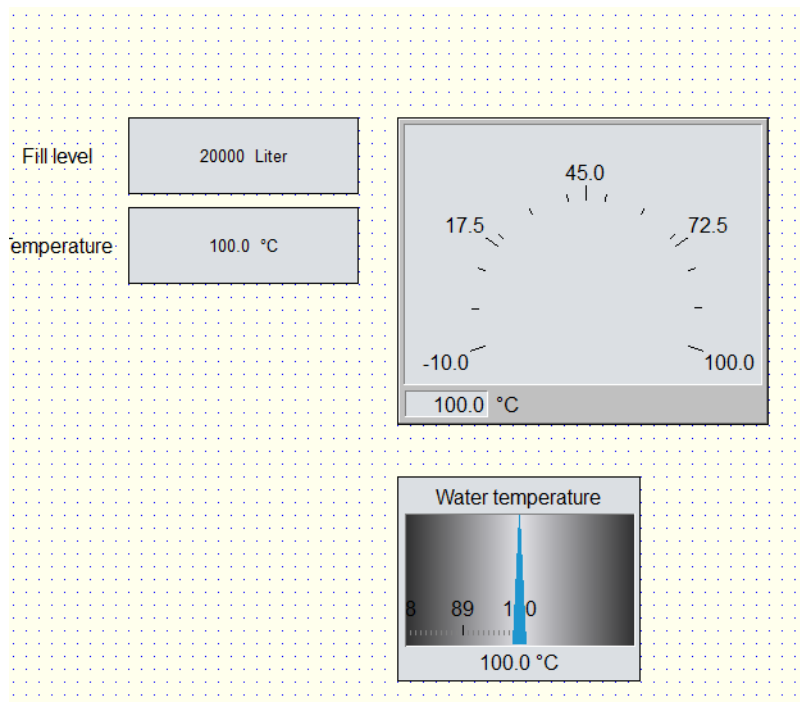 Fill level
20000 Liter
emperature
100.0 °C
45.0
17.5
72.5
-10.0
100.0
100.0 °C
Water temperature
8 89 100
100.0 °C